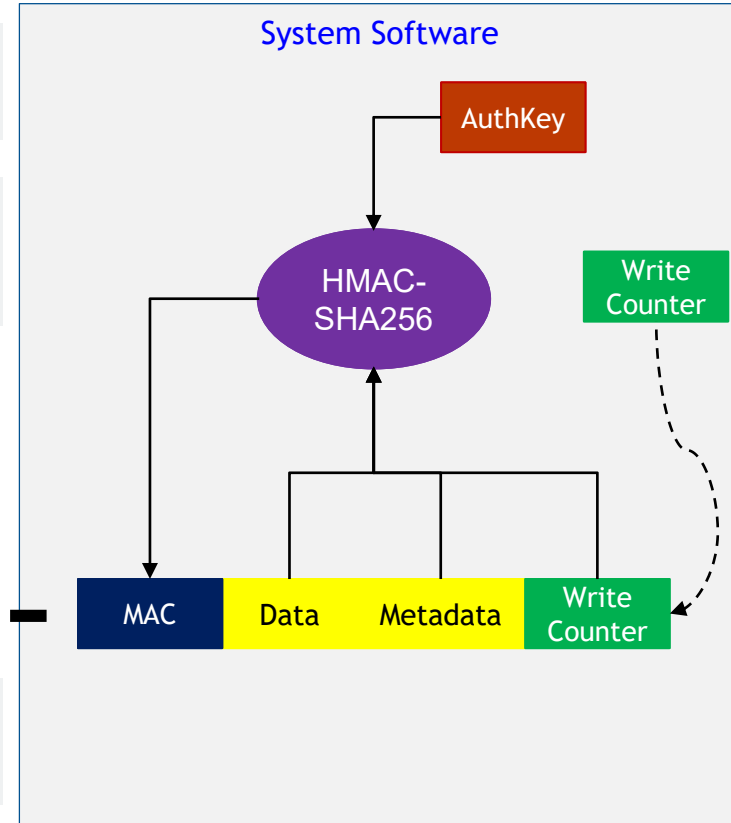 System Software
AuthKey
HMAC-
SHA256
Write
Counter
MAC
Data
Metadata
Write
Counter